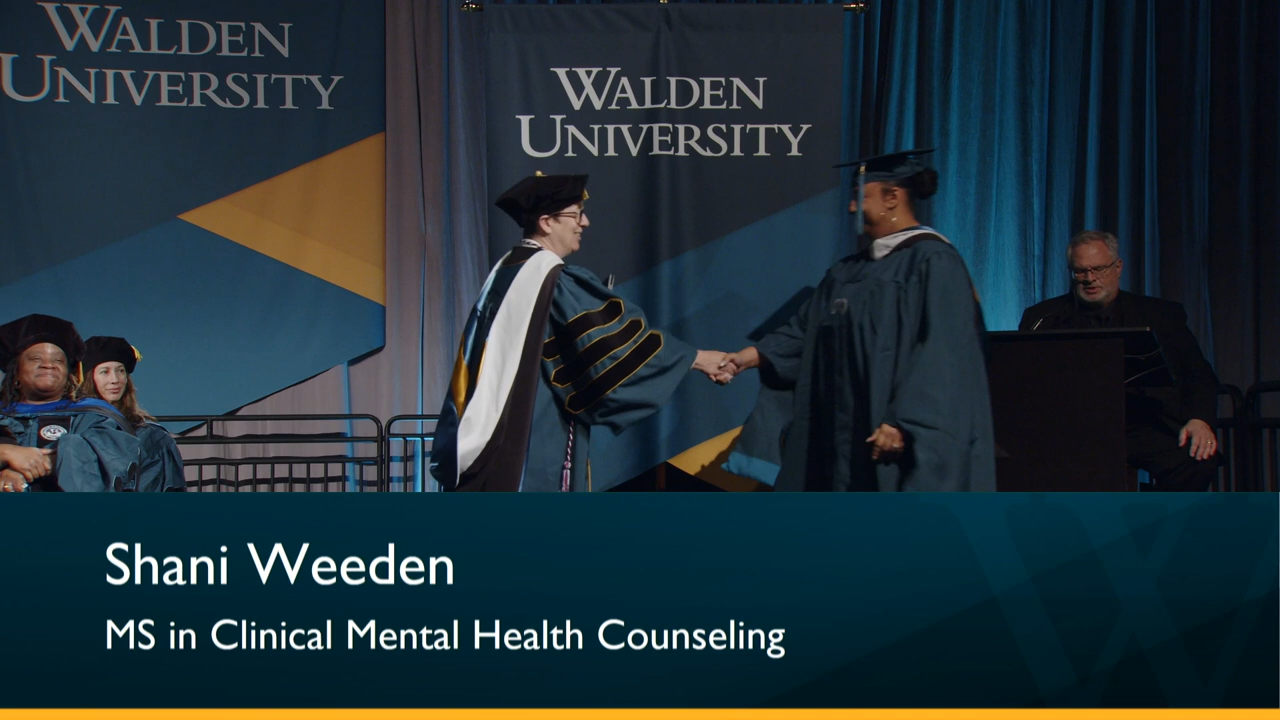 WALDEN
UNIVERSITY
WALDEN
UNIVERSITY
Shani Weeden
MS in Clinical Mental Health Counseling